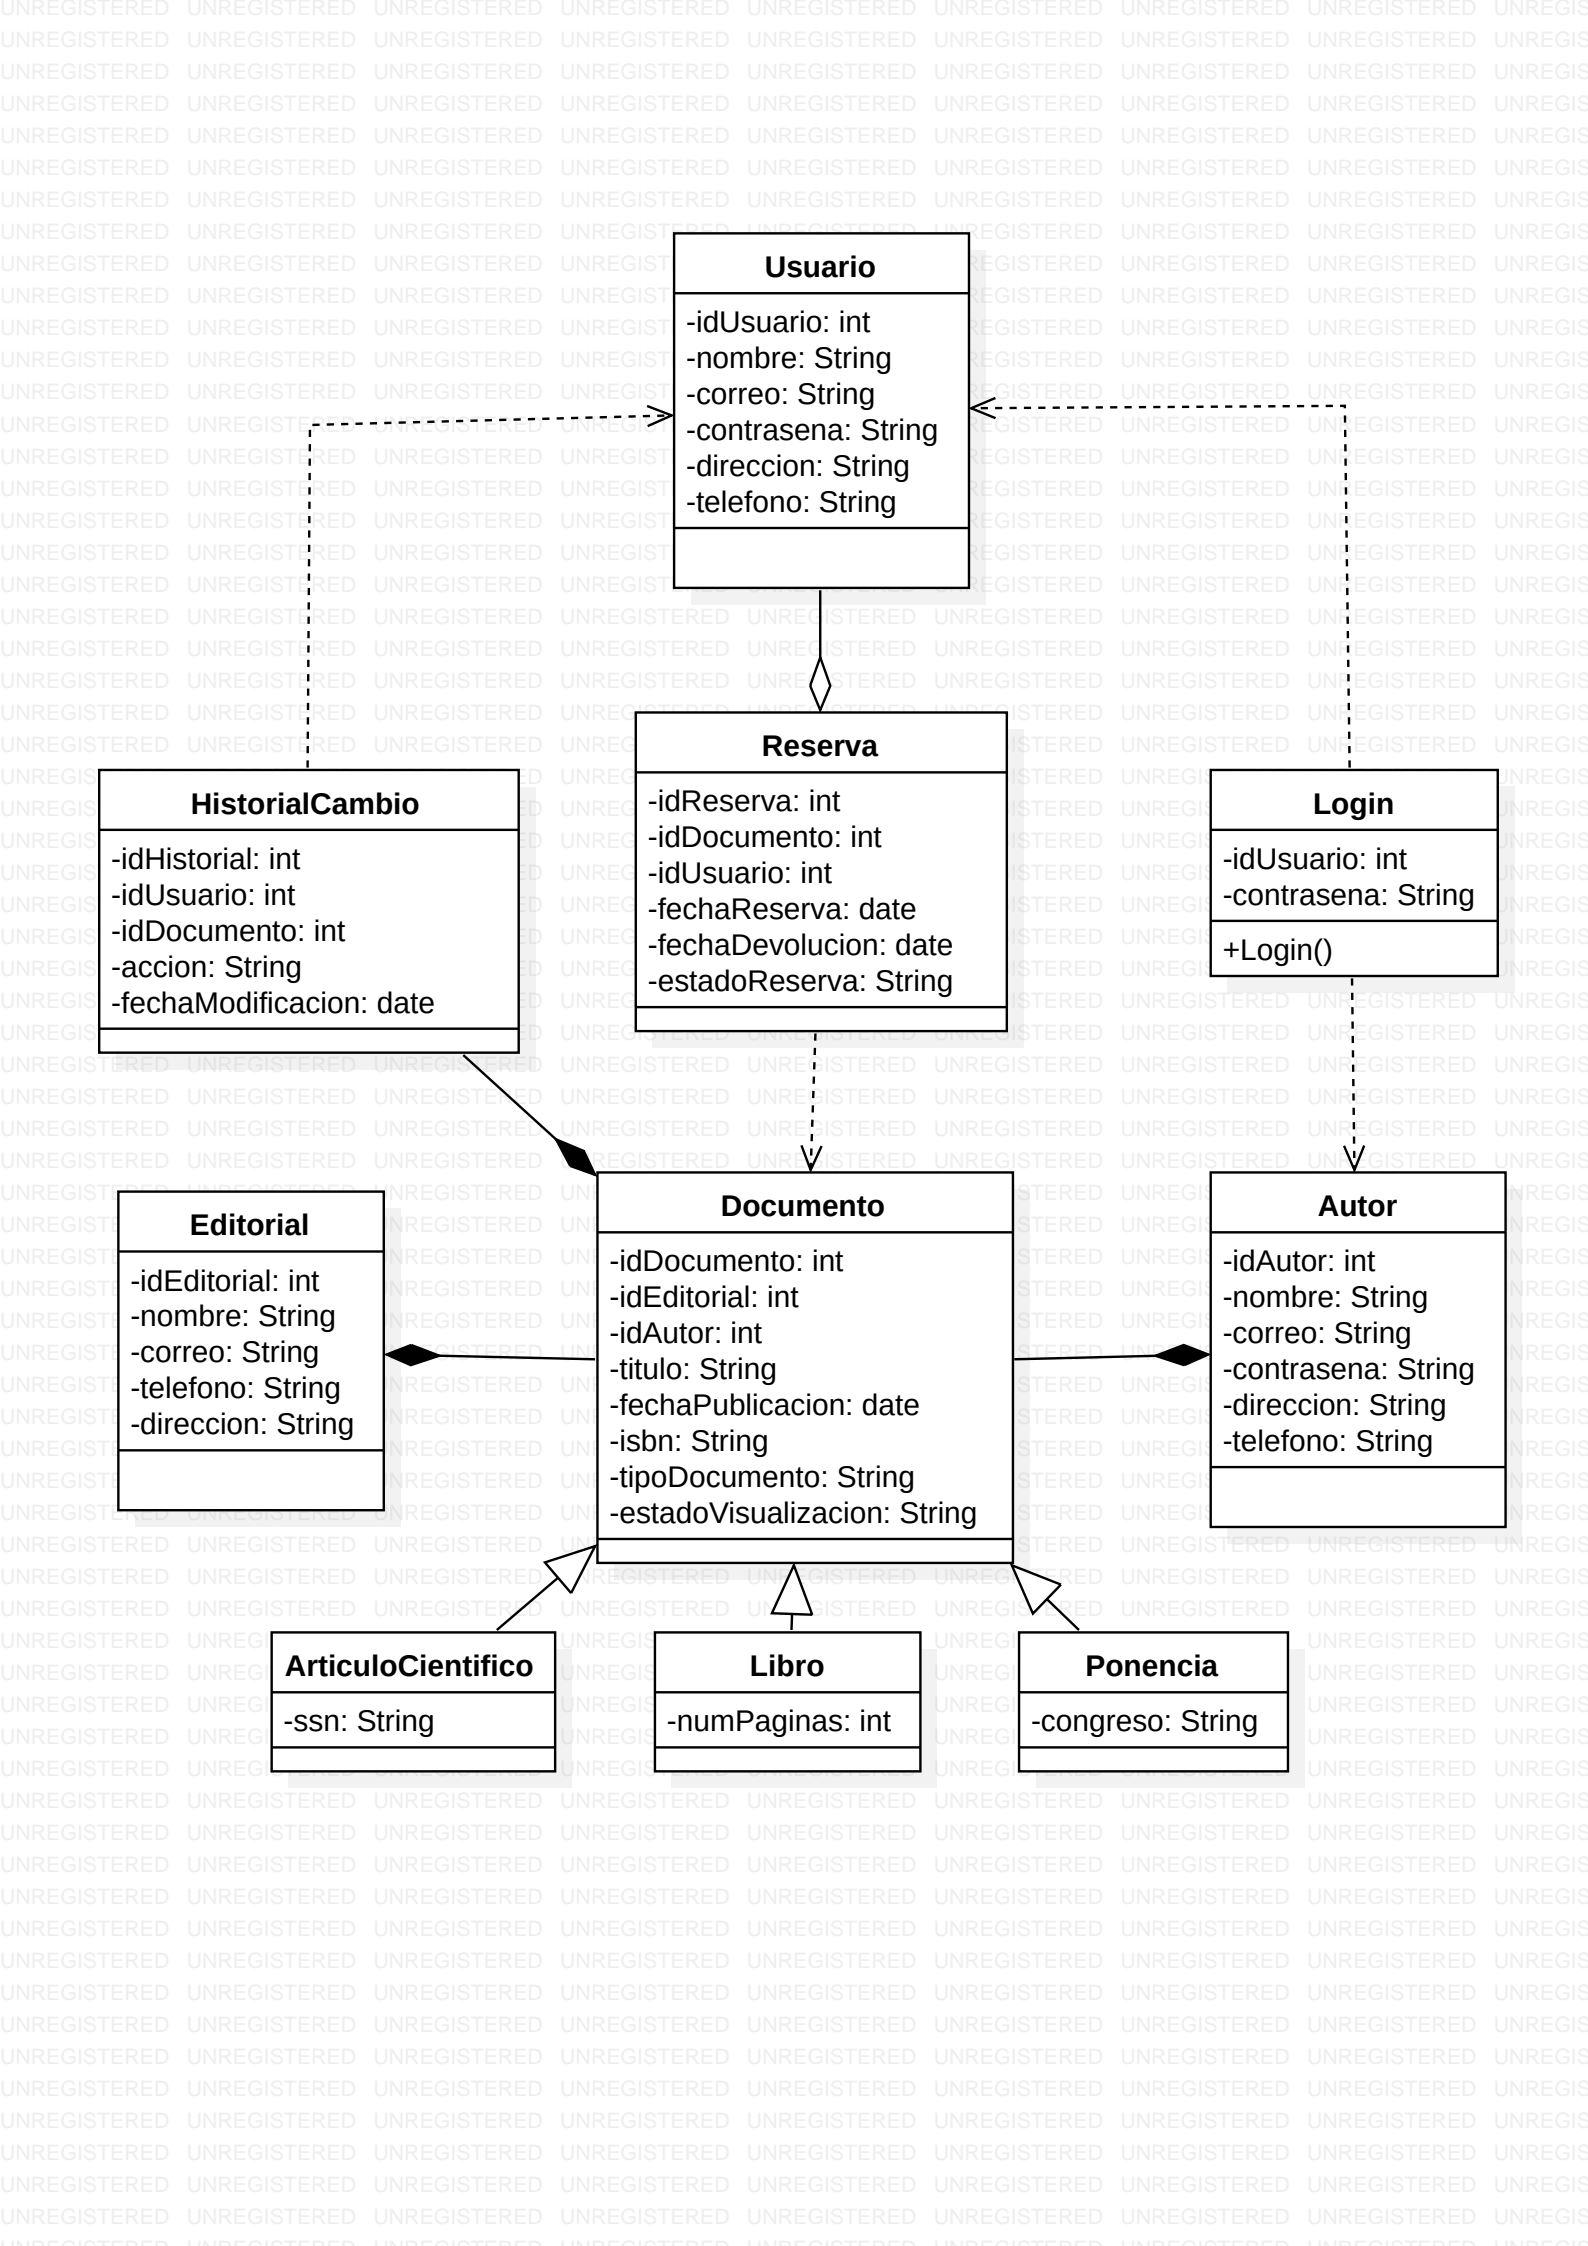 Usuario
-idUsuario: int
-nombre: String
-correo: String
-contrasena: String
-direccion: String
-telefono: String
HistorialCambio
-idHistorial: int
-idUsuario: int
-idDocumento: int
-accion: String
-fechaModificacion: date
Reserva
-idReserva: int
-idDocumento: int
-idUsuario: int
-fechaReserva: date
-fechaDevolucion: date
-estadoReserva: String
Login
-idUsuario: int
-contrasena: String
+Login()
Editorial
-idEditorial: int
-nombre: String
-correo: String
-telefono: String
-direccion: String
Documento
-idDocumento: int
-idEditorial: int
-idAutor: int
-titulo: String
-fechaPublicacion: date
-isbn: String
-tipoDocumento: String
-estadoVisualizacion: String
Autor
-idAutor: int
-nombre: String
-correo: String
-contrasena: String
-direccion: String
-telefono: String
ArticuloCientifico
-ssn: String
Libro
-numPaginas: int
Ponencia
-congreso: String
UNREGISTERED